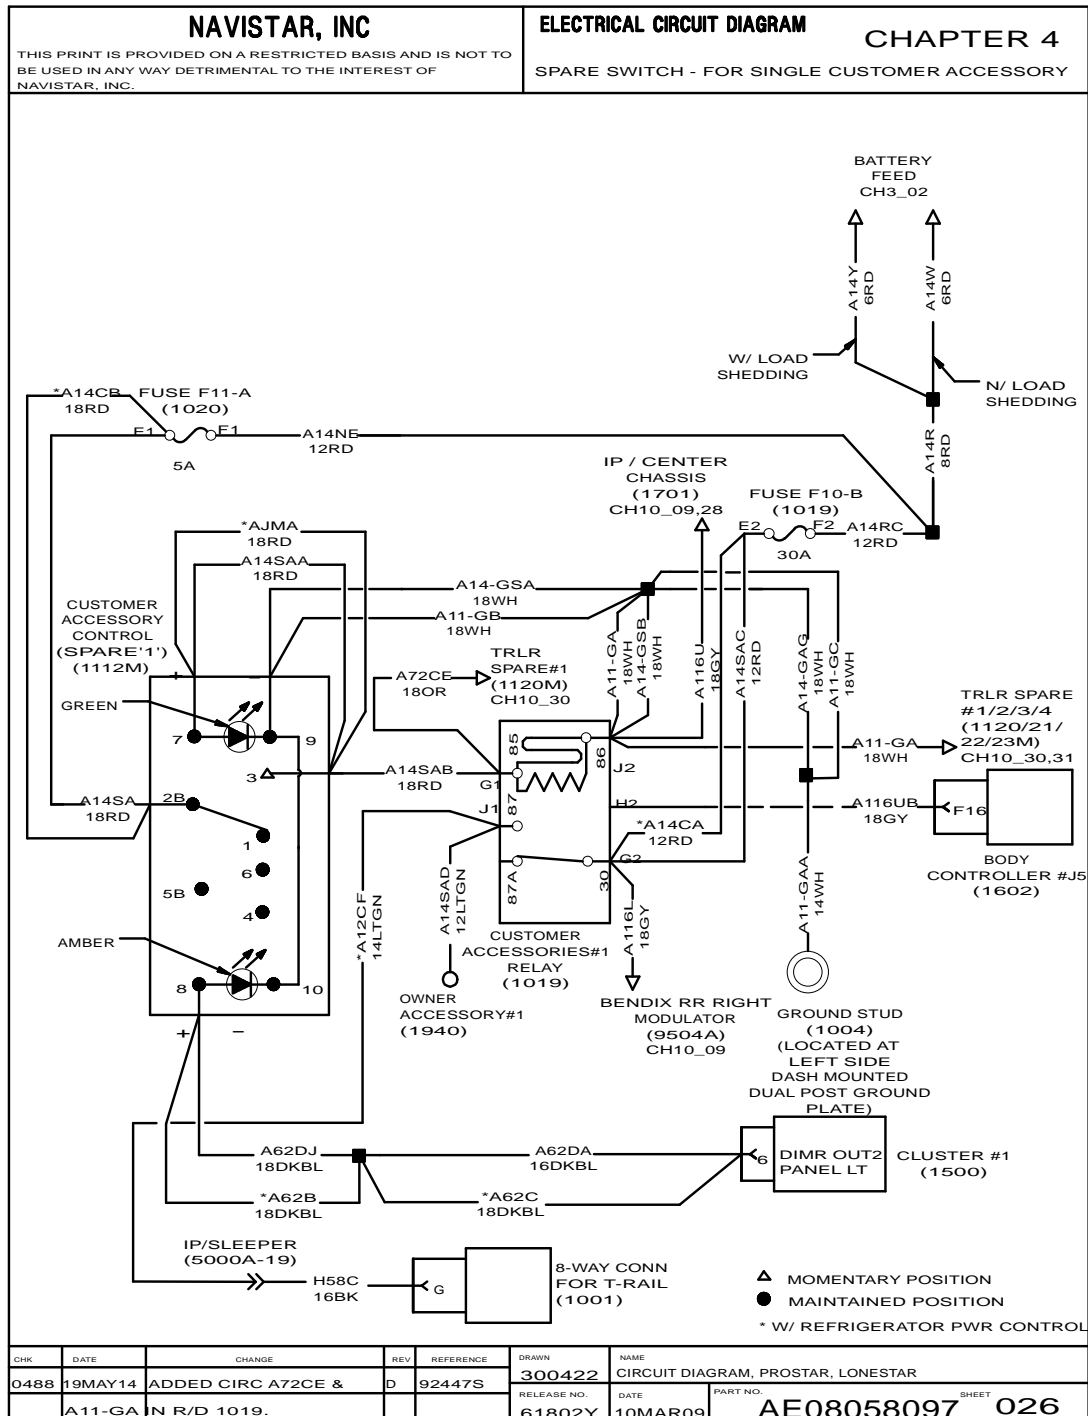 NAVISTAR, INC
THIS PRINT IS PROVIDED ON A RESTRICTED BASIS AND IS NOT TO
BE USED IN ANY WAY DETRIMENTAL TO THE INTEREST OF
NAVISTAR, INC.
ELECTRICAL CIRCUIT DIAGRAM
CHAPTER 4
SPARE SWITCH - FOR SINGLE CUSTOMER ACCESSORY
BATTERY
FEED
CH3_02
A14Y
6RD
A14W
6RD
W/ LOAD
SHEDDING
N/ LOAD
SHEDDING
A14R
8RD
*A14CB
18RD
FUSE F11-A
(1020)
E1
F1
5A
A14NE
12RD
IP / CENTER
CHASSIS
(1701)
CH10_09,28
FUSE F10-B
(1019)
E2
F2
30A
A14RC
12RD
*AJMA
18RD
A14SAA
18RD
A14-GSA
18WH
A11-GB
18WH
CUSTOMER
ACCESSORY
CONTROL
(SPARE'1')
(1112M)
+
–
GREEN
7
9
3
2B
1
6
5B
4
AMBER
8
10
+
–
A14SA
18RD
A14SAB
18RD
A72CE
18OR
TRLR
SPARE#1
(1120M)
CH10_30
A11-GA
18WH
A14-GSB
18WH
A116U
18GY
A14SAC
12RD
A14-GAG
18WH
A11-GC
18WH
85
86
G1
J2
J1
87
H2
87A
30
G2
A11-GA
18WH
TRLR SPARE
#1/2/3/4
(1120/21/
22/23M)
CH10_30,31
*A14CA
12RD
A116UB
18GY
F16
BODY
CONTROLLER #J5
(1602)
*A12CF
14LTGN
A14SAD
12LTGN
A116L
18GY
A11-GAA
14WH
CUSTOMER
ACCESSORIES#1
RELAY
(1019)
OWNER
ACCESSORY#1
(1940)
BENDIX RR RIGHT
MODULATOR
(9504A)
CH10_09
GROUND STUD
(1004)
(LOCATED AT
LEFT SIDE
DASH MOUNTED
DUAL POST GROUND
PLATE)
A62DJ
18DKBL
A62DA
16DKBL
6
DIMR OUT2
PANEL LT
CLUSTER #1
(1500)
*A62B
18DKBL
*A62C
18DKBL
IP/SLEEPER
(5000A-19)
H58C
16BK
G
8-WAY CONN
FOR T-RAIL
(1001)
MOMENTARY POSITION
MAINTAINED POSITION
* W/ REFRIGERATOR PWR CONTROL
CHK DATE CHANGE REV REFERENCE
0488 19MAY14 ADDED CIRC A72CE & D 92447S
A11-GA IN R/D 1019.
DRAWN
300422
NAME
CIRCUIT DIAGRAM, PROSTAR, LONESTAR
RELEASE NO.
61802Y
DATE
10MAR09
PART NO.
AE08058097
SHEET
026